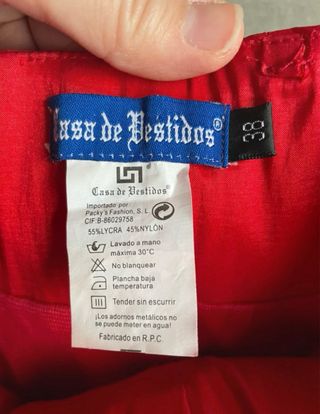 Casa de Vestidos®
38
Casa de Vestidos®
Importado por
Packy's Fashion, S.L
CIF:B-86029758
55%LYCRA 45%NYLÓN
Lavado a mano
máxima 30°C
No blanquear
Plancha baja
temperatura
Tender sin escurrir
¡Los adornos metálicos no
se puede mater en agua!
Fabricado en R.P.C.